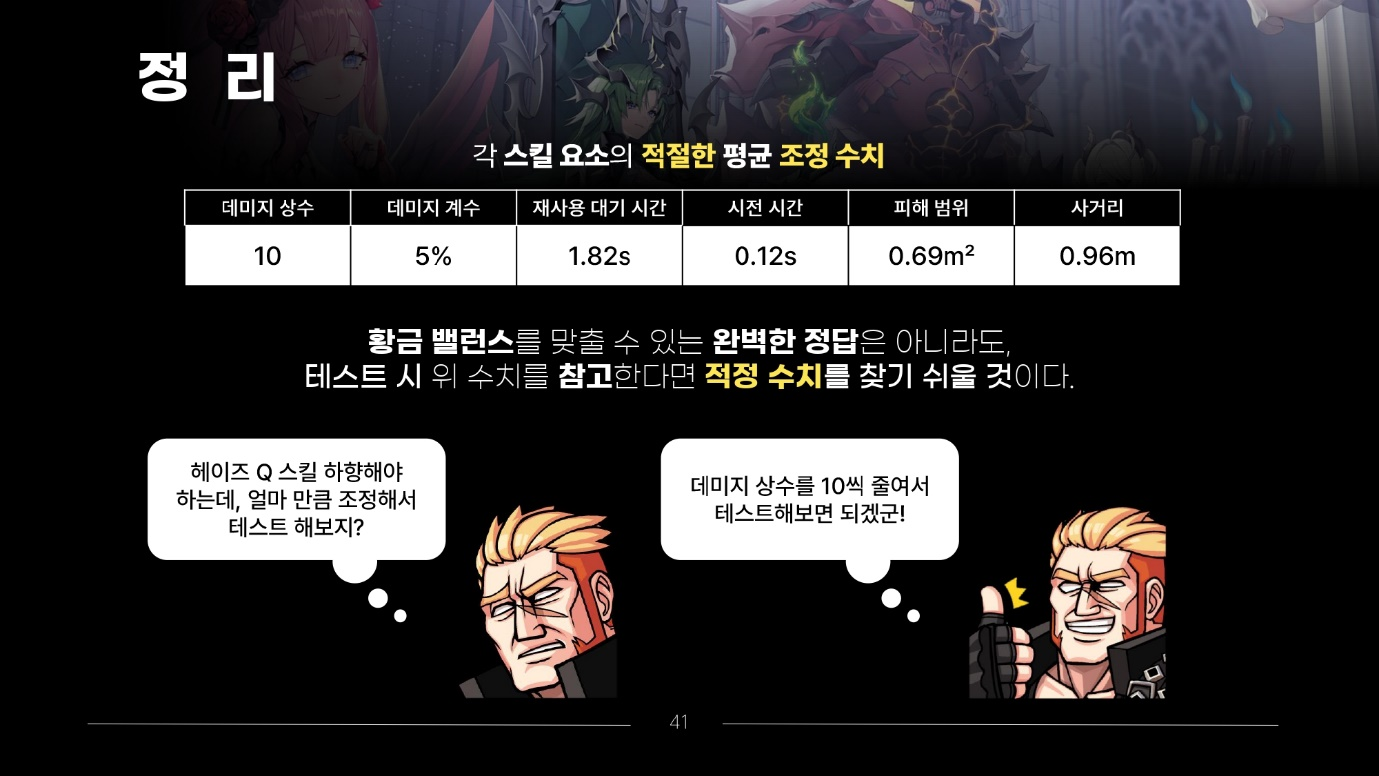 정 리
각 스킬 요소의 적절한 평균 조정 수치
데미지 상수 데미지 계수 재사용 대기 시간 시전 시간 피해 범위 사거리
10 5% 1.82s 0.12s 0.69m² 0.96m
황금 밸런스를 맞출 수 있는 완벽한 정답은 아니라도,
테스트 시 위 수치를 참고한다면 적정 수치를 찾기 쉬울 것이다.
헤이즈 Q 스킬 하향해야
하는데, 얼마 만큼 조정해서
테스트 해보지?
데미지 상수를 10씩 줄여서
테스트해보면 되겠군!
41